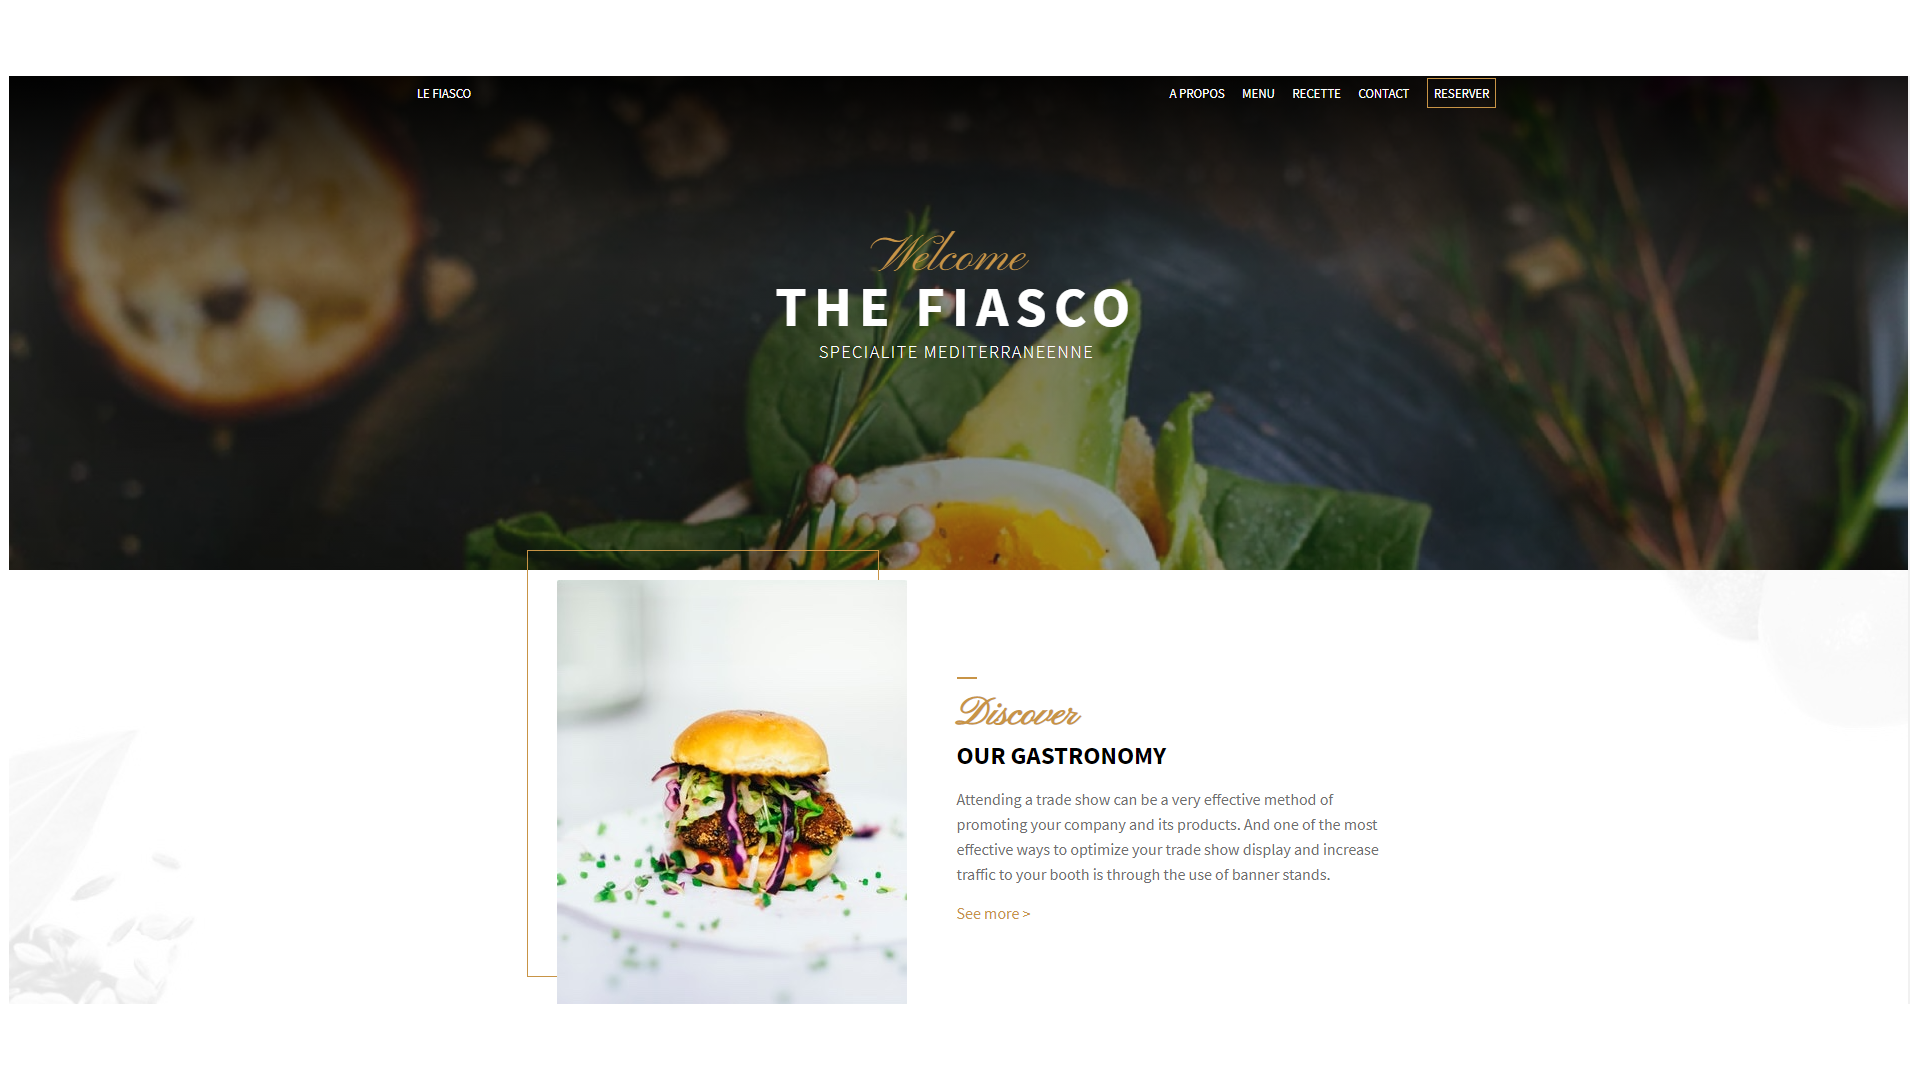 LE FIASCO
A PROPOS MENU RECETTE CONTACT RESERVER
Welcome
THE FIASCO
SPECIALITE MEDITERRANEENNE
Discover
OUR GASTRONOMY
Attending a trade show can be a very effective method of
promoting your company and its products. And one of the most
effective ways to optimize your trade show display and increase
traffic to your booth is through the use of banner stands.
See more >